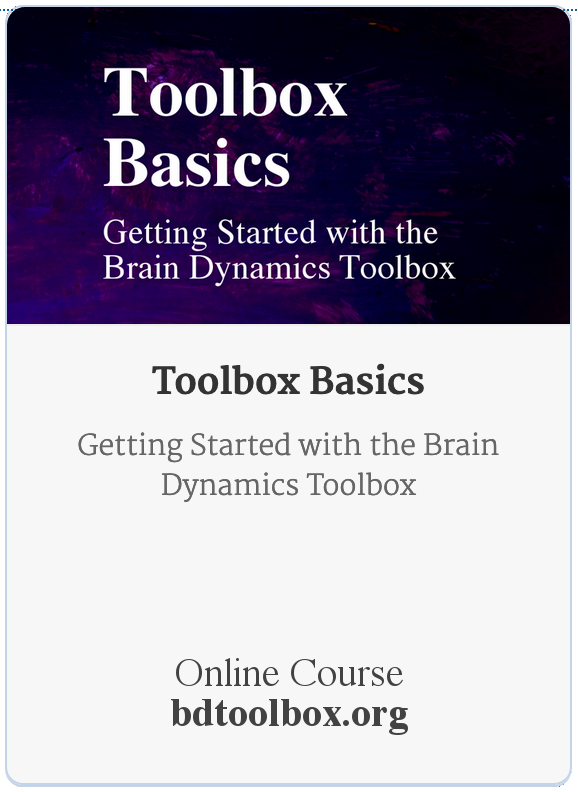 Toolbox
Basics
Getting Started with the
Brain Dynamics Toolbox
Toolbox Basics
Getting Started with the Brain
Dynamics Toolbox
Online Course
bdtoolbox.org